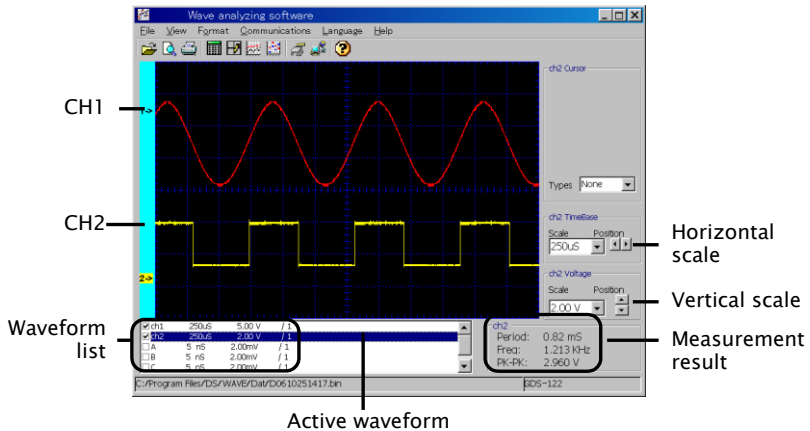 Wave analyzing software
File View Format Communications Language Help
CH1
1->
ch2 Cursor
Types None
CH2
2->
ch2 TimeBase
Scale Position
250uS
Horizontal
scale
ch2 Voltage
Scale Position
2.00 V
Vertical scale
Waveform
list
ch1 250uS 5.00 V / 1
ch2 250uS 2.00 V / 1
A 5 nS 2.00mV / 1
B 5 nS 2.00mV / 1
C 5 nS 2.00mV / 1
ch2
Period: 0.82 mS
Freq: 1.213 KHz
PK-PK: 2.960 V
Measurement
result
C:/Program Files/DS/WAVE/Dat/D0610251417.bin
GDS-122
Active waveform